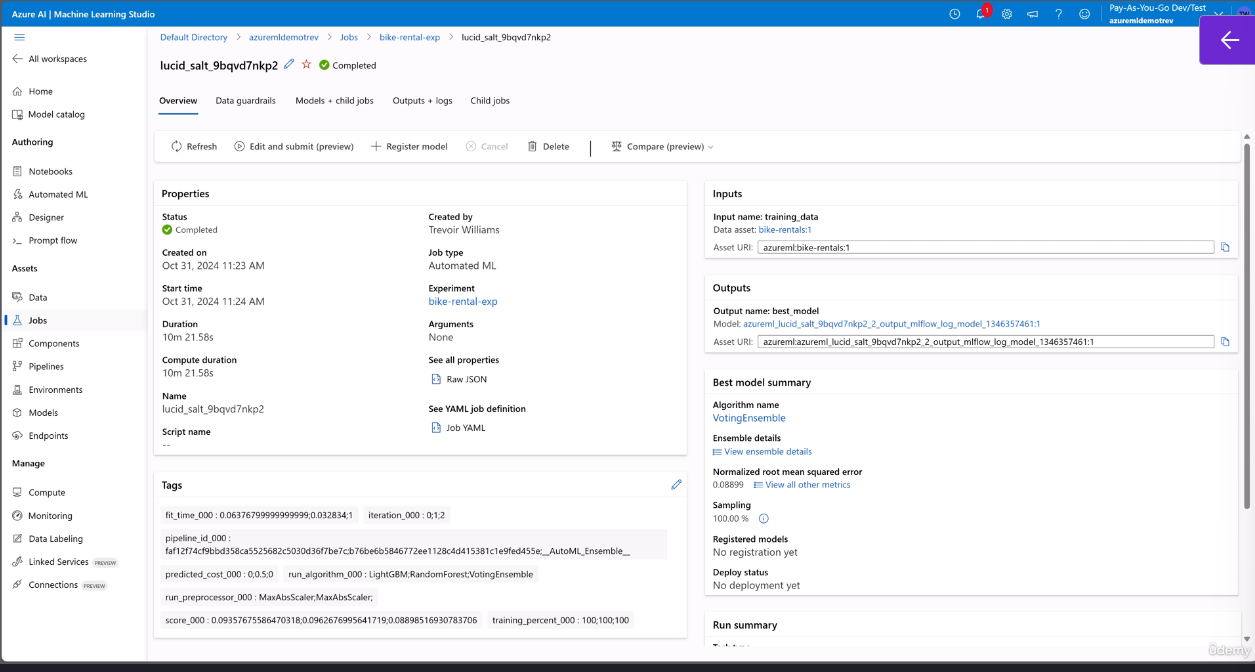 Azure AI | Machine Learning Studio
1
Pay-As-You-Go Dev/Test
azuremldemotrev
All workspaces
Home
Model catalog
Authoring
Notebooks
Automated ML
Designer
Prompt flow
Assets
Data
Jobs
Components
Pipelines
Environments
Models
Endpoints
Manage
Compute
Monitoring
Data Labeling
Linked Services PREVIEW
Connections PREVIEW
Default Directory > azuremldemotrev > Jobs > bike-rental-exp > lucid_salt_9bqvd7nkp2
lucid_salt_9bqvd7nkp2 Completed
Overview Data guardrails Models + child jobs Outputs + logs Child jobs
Refresh Edit and submit (preview) Register model Cancel Delete Compare (preview)
Properties
Status
Completed
Created on
Oct 31, 2024 11:23 AM
Start time
Oct 31, 2024 11:24 AM
Duration
10m 21.58s
Compute duration
10m 21.58s
Name
lucid_salt_9bqvd7nkp2
Script name
--
Created by
Trevoir Williams
Job type
Automated ML
Experiment
bike-rental-exp
Arguments
None
See all properties
Raw JSON
See YAML job definition
Job YAML
Tags
fit_time_000 : 0.06376799999999999;0.032834;1 iteration_000 : 0;1;2
pipeline_id_000 :
faf12f74cf9bbd358ca5525682c5030d36f7be7c;b76be6b5846772ee1128c4d415381c1e9fed455e;__AutoML_Ensemble__
predicted_cost_000 : 0;0.5;0 run_algorithm_000 : LightGBM;RandomForest;VotingEnsemble
run_preprocessor_000 : MaxAbsScaler;MaxAbsScaler;
score_000 : 0.09357675586470318;0.0962676995641719;0.08898516930783706 training_percent_000 : 100;100;100
Inputs
Input name: training_data
Data asset: bike-rentals:1
Asset URI: azureml:bike-rentals:1
Outputs
Output name: best_model
Model: azureml_lucid_salt_9bqvd7nkp2_2_output_mlflow_log_model_1346357461:1
Asset URI: azureml:azureml_lucid_salt_9bqvd7nkp2_2_output_mlflow_log_model_1346357461:1
Best model summary
Algorithm name
VotingEnsemble
Ensemble details
View ensemble details
Normalized root mean squared error
0.08899 View all other metrics
Sampling
100.00 %
Registered models
No registration yet
Deploy status
No deployment yet
Run summary
ûdemy